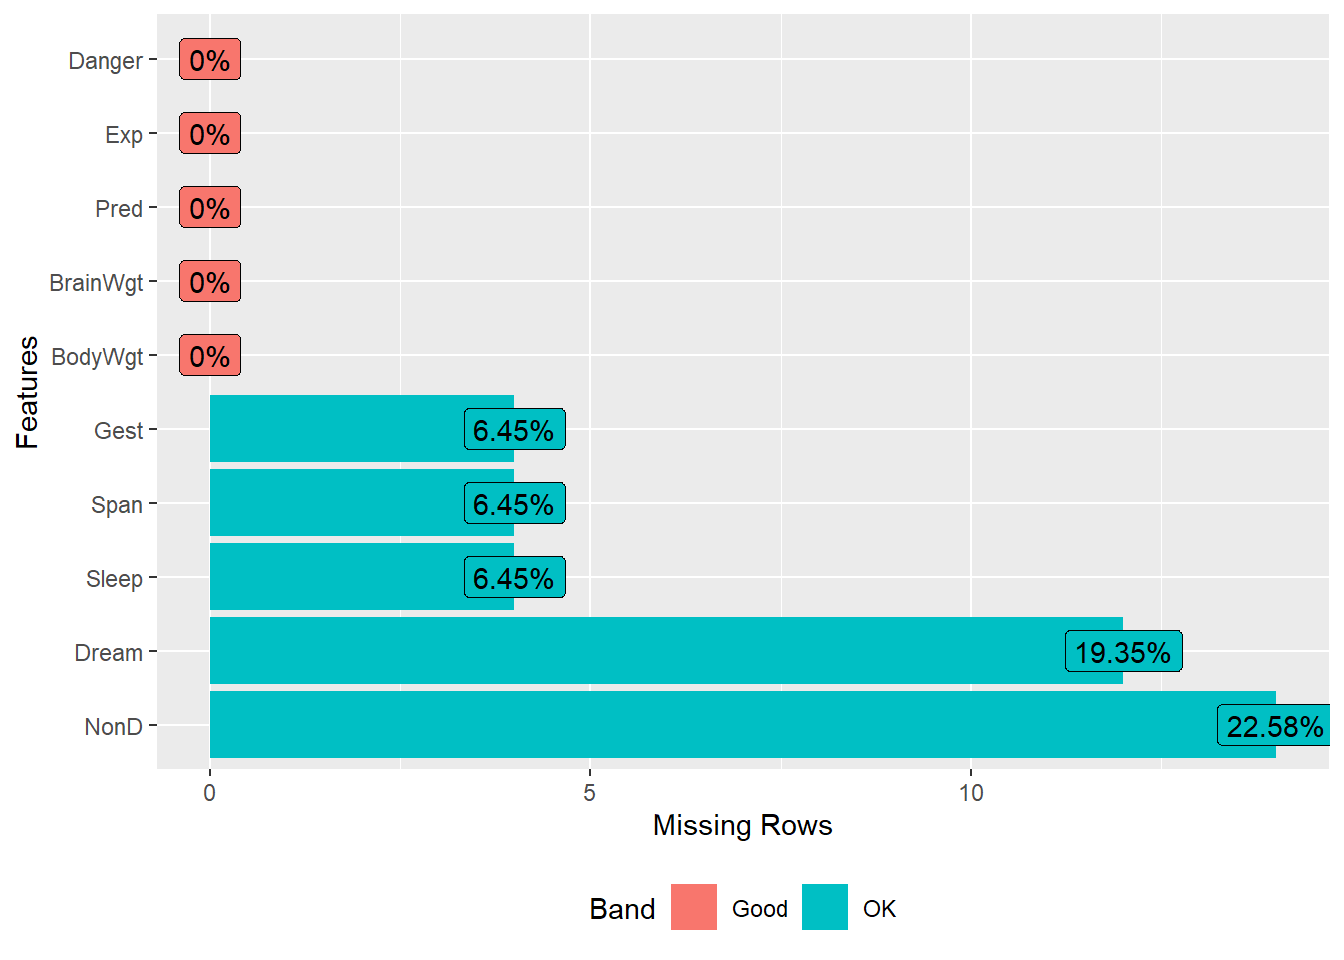 Danger 0%
Exp 0%
Pred 0%
BrainWgt 0%
BodyWgt 0%
Features
Gest 6.45%
Span 6.45%
Sleep 6.45%
Dream 19.35%
NonD 22.58%
0 5 10
Missing Rows
Band Good OK